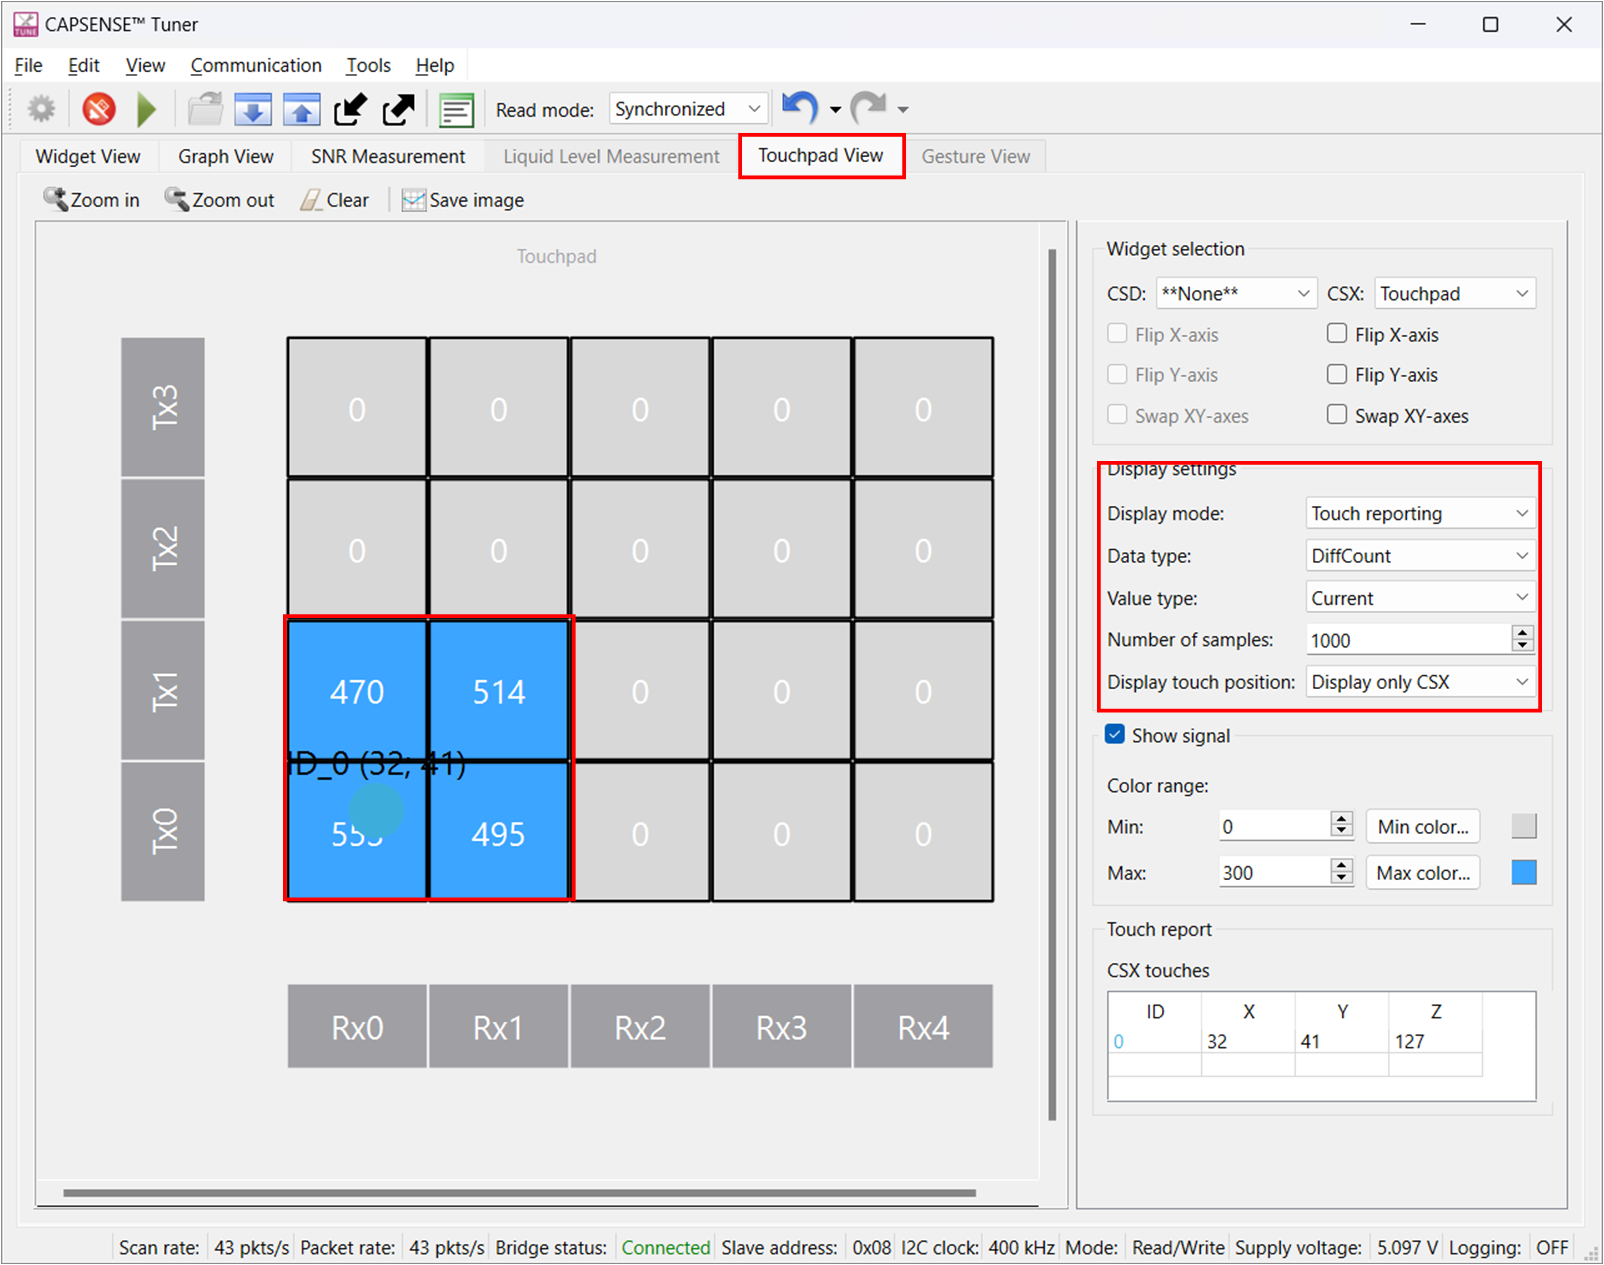 CAPSENSE™ Tuner
File Edit View Communication Tools Help
Read mode: Synchronized
Widget View Graph View SNR Measurement Liquid Level Measurement Touchpad View Gesture View
Zoom in Zoom out Clear Save image
Touchpad
Tx3 0 0 0 0 0
Tx2 0 0 0 0 0
Tx1 470 514 0 0 0
ID_0 (32; 41)
Tx0 495 0 0 0
Rx0 Rx1 Rx2 Rx3 Rx4
Widget selection
CSD: **None** CSX: Touchpad
Flip X-axis Flip X-axis
Flip Y-axis Flip Y-axis
Swap XY-axes Swap XY-axes
Display settings
Display mode: Touch reporting
Data type: DiffCount
Value type: Current
Number of samples: 1000
Display touch position: Display only CSX
Show signal
Color range:
Min: 0 Min color...
Max: 300 Max color...
Touch report
CSX touches
ID X Y Z
0 32 41 127
Scan rate: 43 pkts/s Packet rate: 43 pkts/s Bridge status: Connected Slave address: 0x08 I2C clock: 400 kHz Mode: Read/Write Supply voltage: 5.097 V Logging: OFF